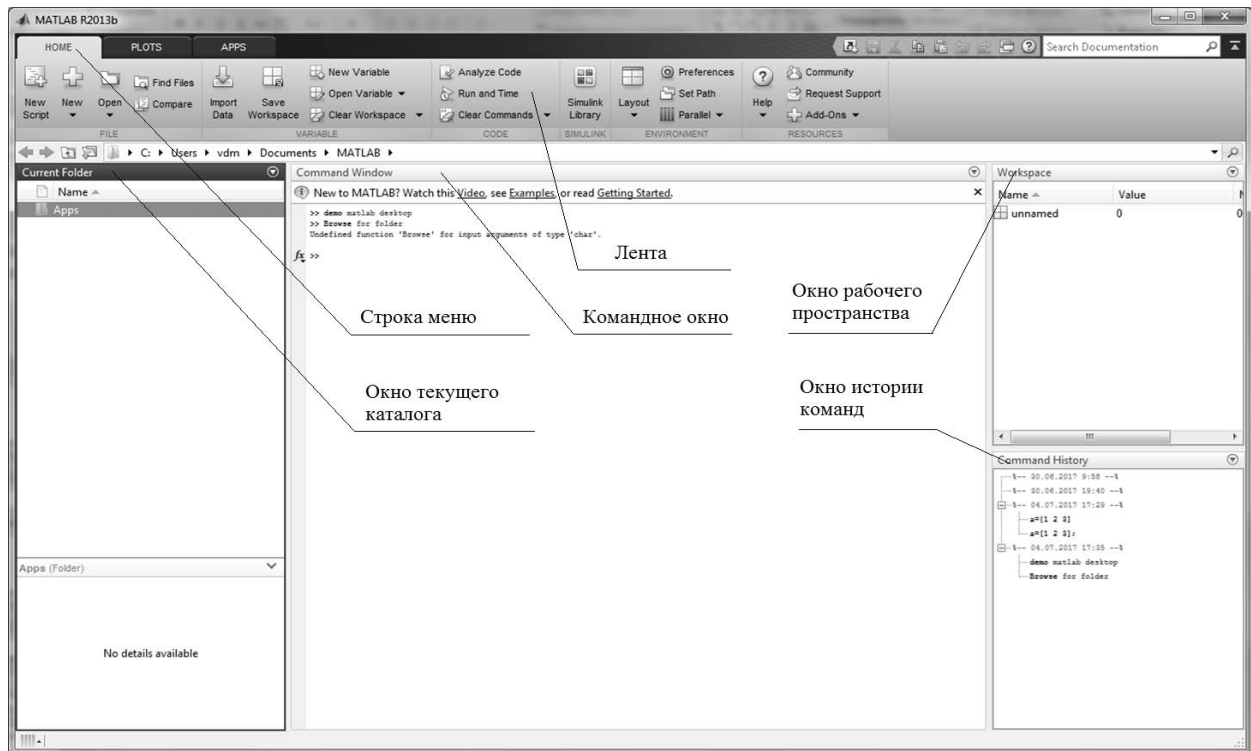 MATLAB R2013b
HOME PLOTS APPS
Search Documentation
New Script
New
Open
Find Files
Compare
FILE
Import Data
Save Workspace
New Variable
Open Variable
Clear Workspace
VARIABLE
Analyze Code
Run and Time
Clear Commands
CODE
Simulink Library
SIMULINK
Layout
Preferences
Set Path
Parallel
ENVIRONMENT
Help
Community
Request Support
Add-Ons
RESOURCES
C: Users vdm Documents MATLAB
Current Folder
Name
Apps
Command Window
New to MATLAB? Watch this Video, see Examples, or read Getting Started.
>> demo matlab desktop
>> Browse for folder
Undefined function 'Browse' for input arguments of type 'char'.
fx >>
Workspace
Name Value
unnamed 0 0
Лента
Строка меню
Командное окно
Окно рабочего
пространства
Окно текущего
каталога
Окно истории
команд
Command History
%-- 30.06.2017 9:58 --%
%-- 30.06.2017 19:40 --%
%-- 04.07.2017 17:29 --%
a=[1 2 3]
a=[1 2 3];
%-- 04.07.2017 17:35 --%
demo matlab desktop
Browse for folder
Apps (Folder)
No details available